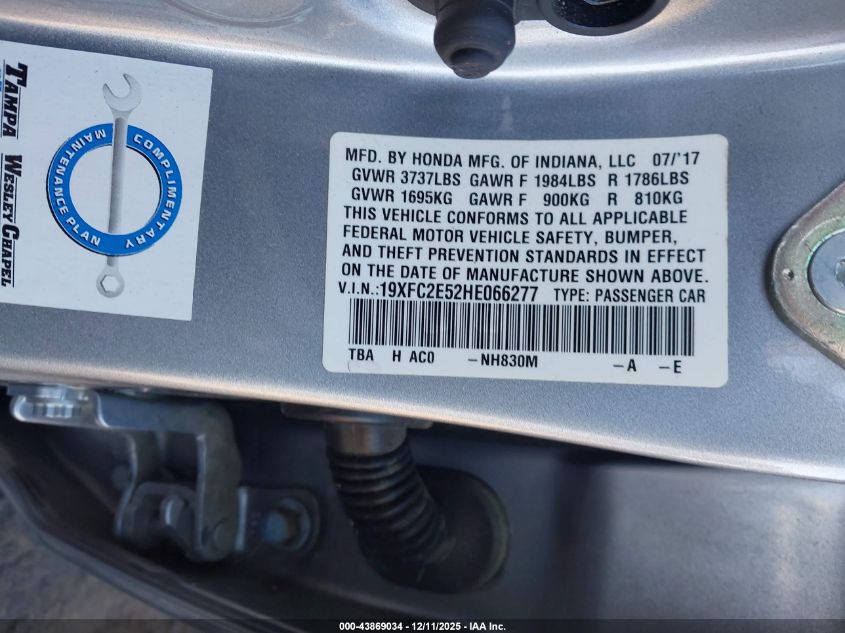 TAMPA WESLEY CHAPEL
COMPLIMENTARY
MAINTENANCE PLAN
MFD. BY HONDA MFG. OF INDIANA, LLC 07/'17
GVWR 3737LBS GAWR F 1984LBS R 1786LBS
GVWR 1695KG GAWR F 900KG R 810KG
THIS VEHICLE CONFORMS TO ALL APPLICABLE
FEDERAL MOTOR VEHICLE SAFETY, BUMPER,
AND THEFT PREVENTION STANDARDS IN EFFECT
ON THE DATE OF MANUFACTURE SHOWN ABOVE.
V.I.N.:19XFC2E52HE066277 TYPE: PASSENGER CAR
TBA H AC0 -NH830M -A -E
000-43869034 - 12/11/2025 - IAA Inc.